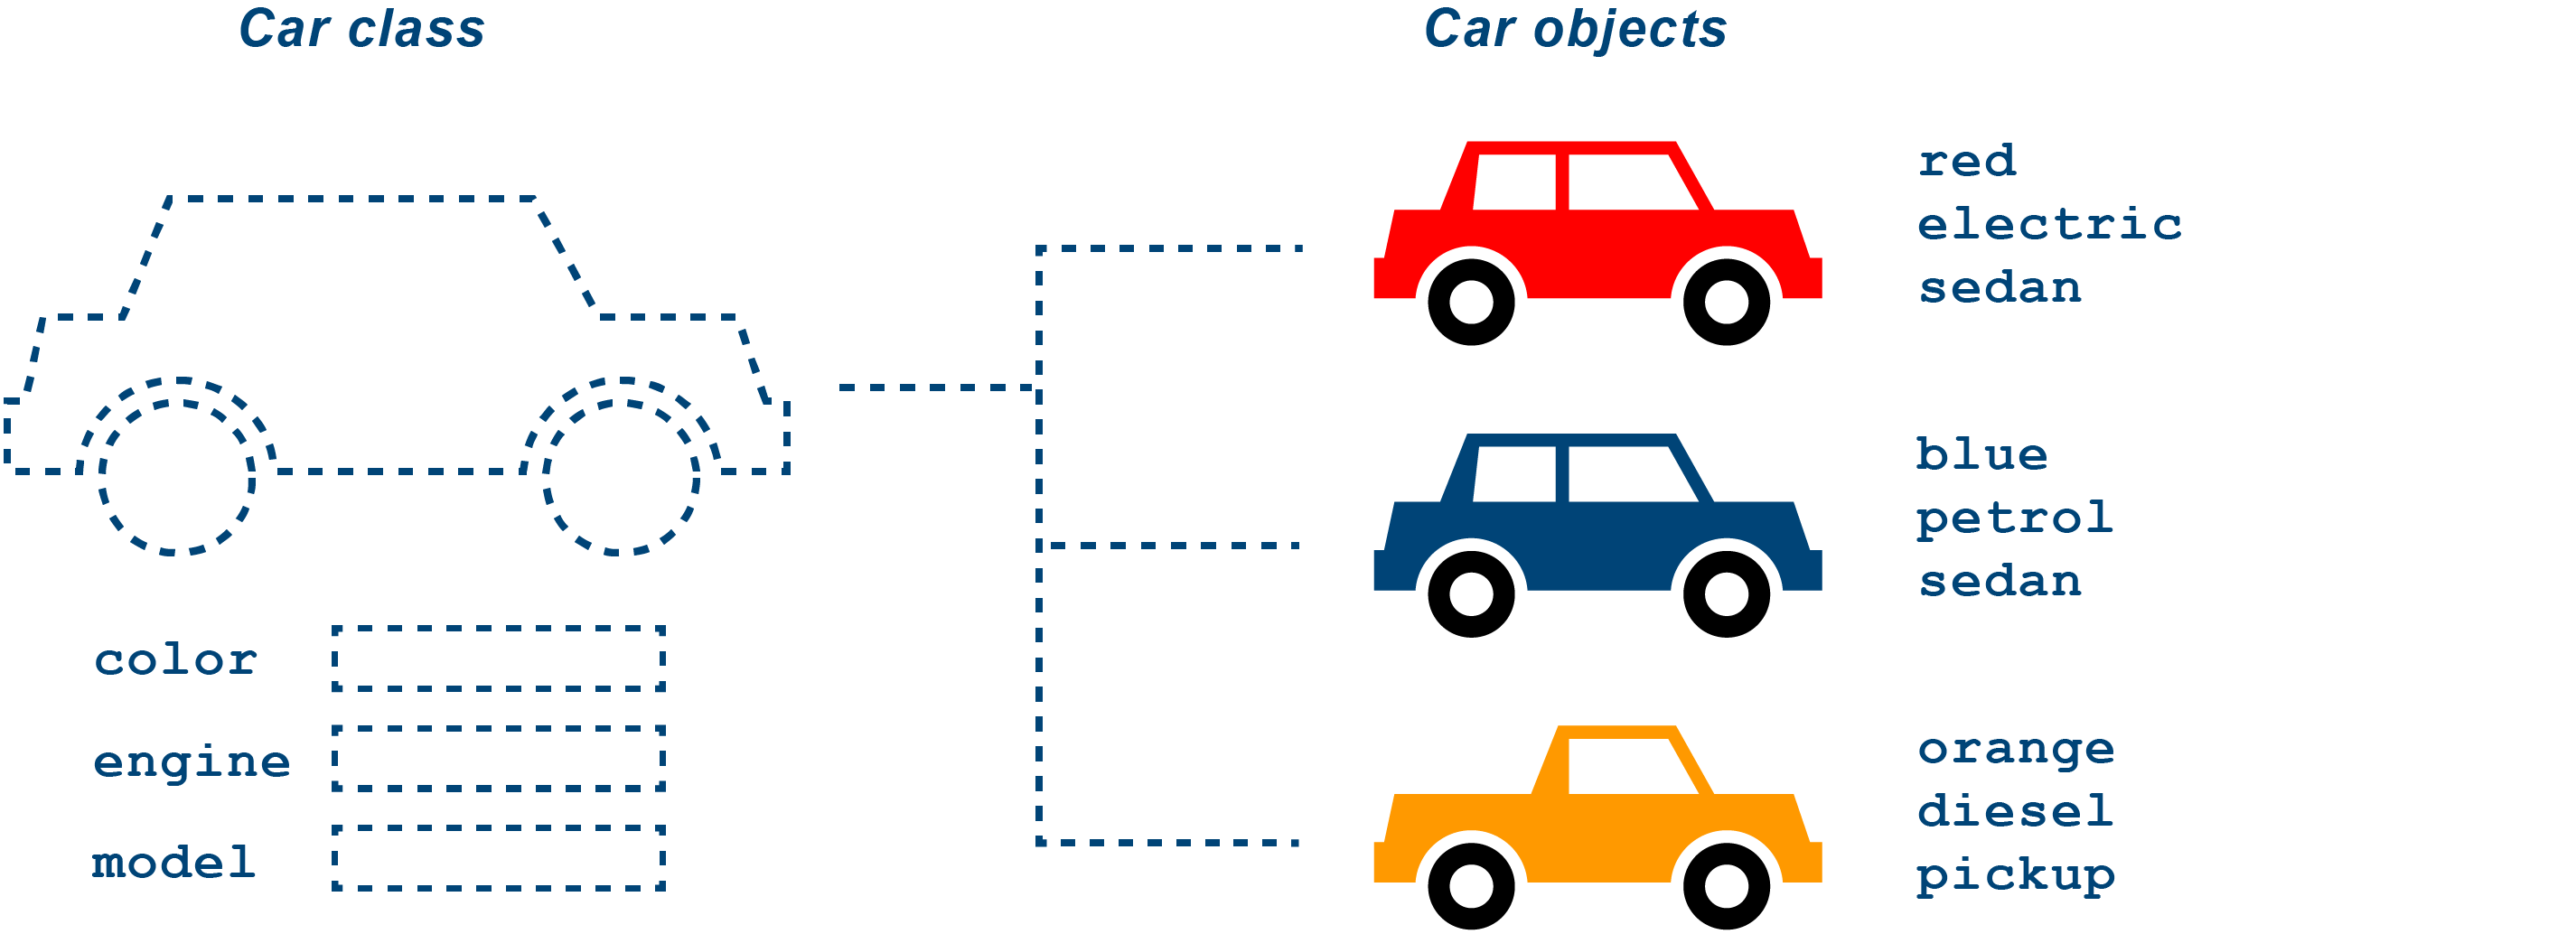 Car class
Car objects
red
electric
sedan
blue
petrol
sedan
color
engine
model
orange
diesel
pickup